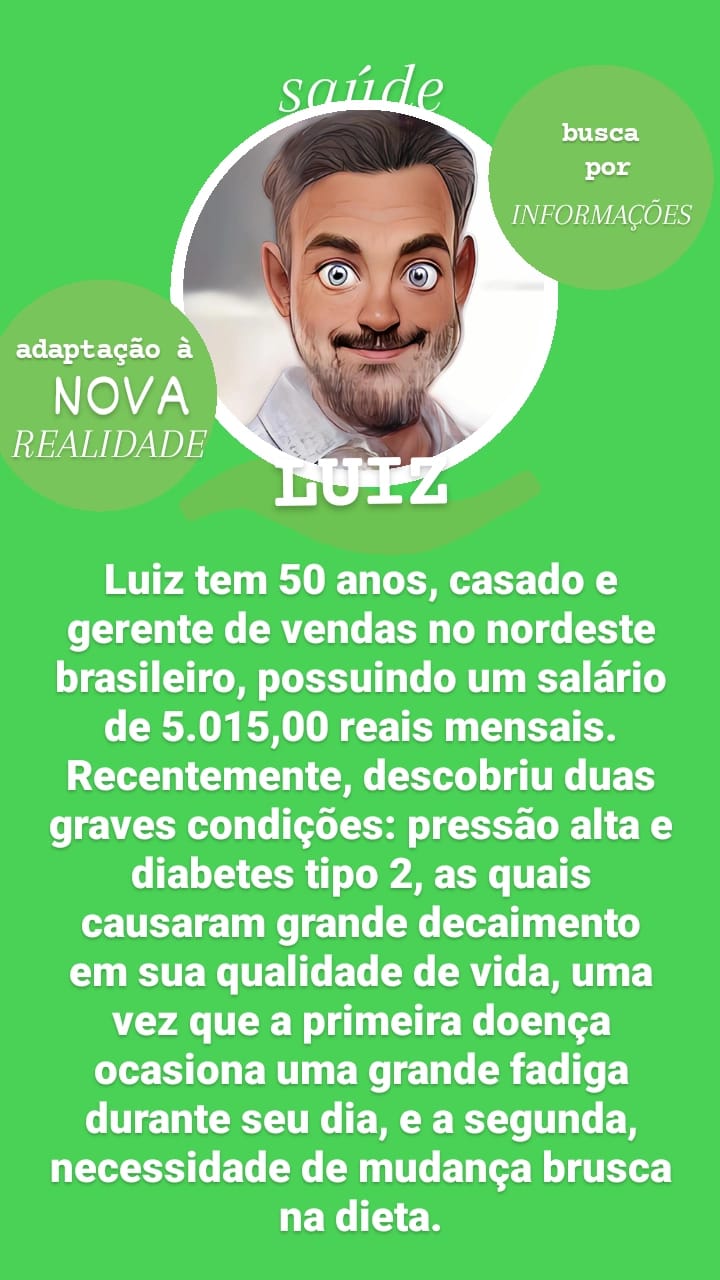 saúde
busca
por
INFORMAÇÕES
adaptação à
NOVA
REALIDADE
LUIZ
Luiz tem 50 anos, casado e
gerente de vendas no nordeste
brasileiro, possuindo um salário
de 5.015,00 reais mensais.
Recentemente, descobriu duas
graves condições: pressão alta e
diabetes tipo 2, as quais
causaram grande decaimento
em sua qualidade de vida, uma
vez que a primeira doença
ocasiona uma grande fadiga
durante seu dia, e a segunda,
necessidade de mudança brusca
na dieta.